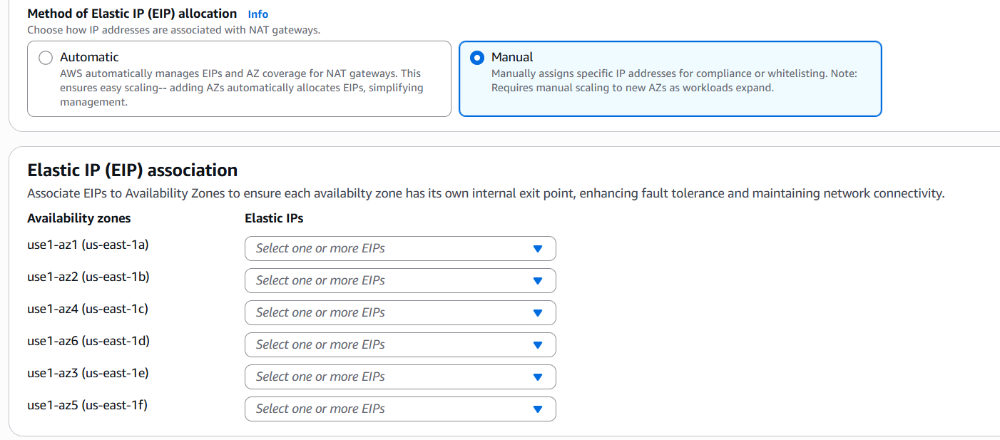 Method of Elastic IP (EIP) allocation Info
Choose how IP addresses are associated with NAT gateways.
Automatic
AWS automatically manages EIPs and AZ coverage for NAT gateways. This
ensures easy scaling-- adding AZs automatically allocates EIPs, simplifying
management.
Manual
Manually assigns specific IP addresses for compliance or whitelisting. Note:
Requires manual scaling to new AZs as workloads expand.
Elastic IP (EIP) association
Associate EIPs to Availability Zones to ensure each availabilty zone has its own internal exit point, enhancing fault tolerance and maintaining network connectivity.
Availability zones Elastic IPs
use1-az1 (us-east-1a) Select one or more EIPs
use1-az2 (us-east-1b) Select one or more EIPs
use1-az4 (us-east-1c) Select one or more EIPs
use1-az6 (us-east-1d) Select one or more EIPs
use1-az3 (us-east-1e) Select one or more EIPs
use1-az5 (us-east-1f) Select one or more EIPs